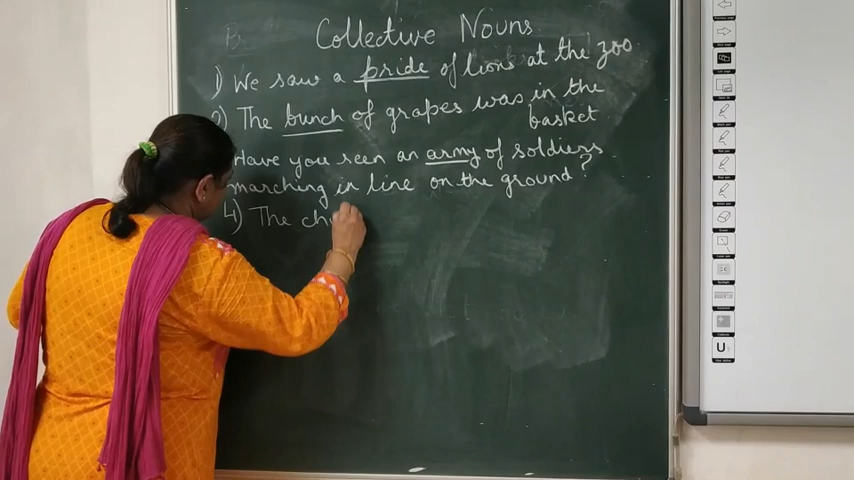 Collective Nouns
1) We saw a pride of lions at the zoo
2) The bunch of grapes was in the
basket
Have you seen an army of soldiers
marching in line on the ground?
4) The ch